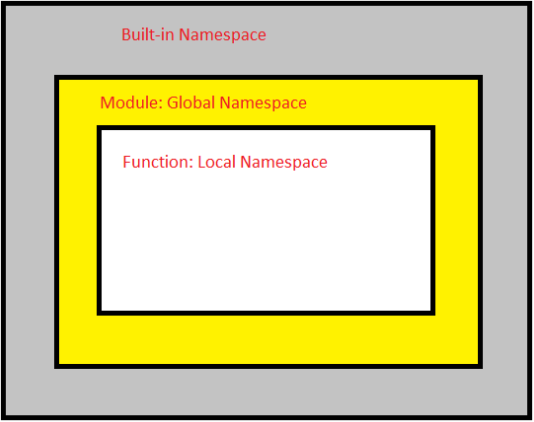 Built-in Namespace
Module: Global Namespace
Function: Local Namespace